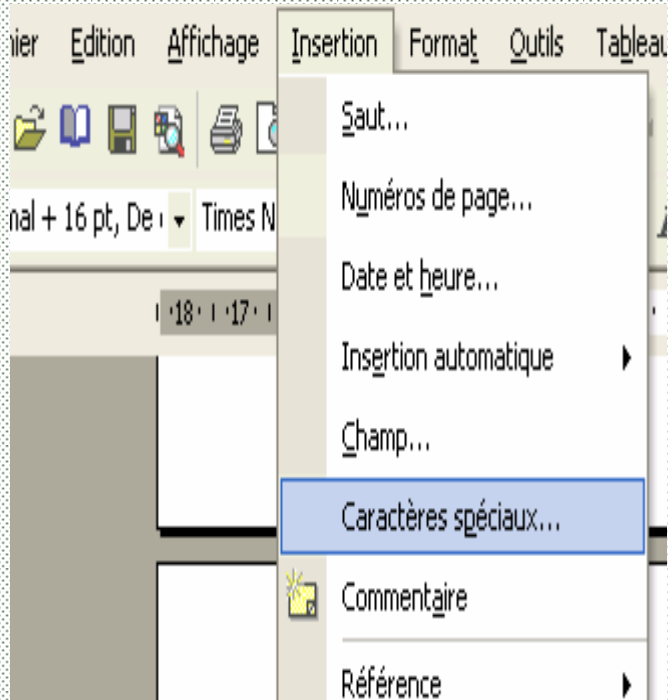 ier Edition Affichage Insertion Format Outils Tableau
nal + 16 pt, De Times N
18 17
Saut...
Numéros de page...
Date et heure...
Insertion automatique
Champ...
Caractères spéciaux...
Commentaire
Référence